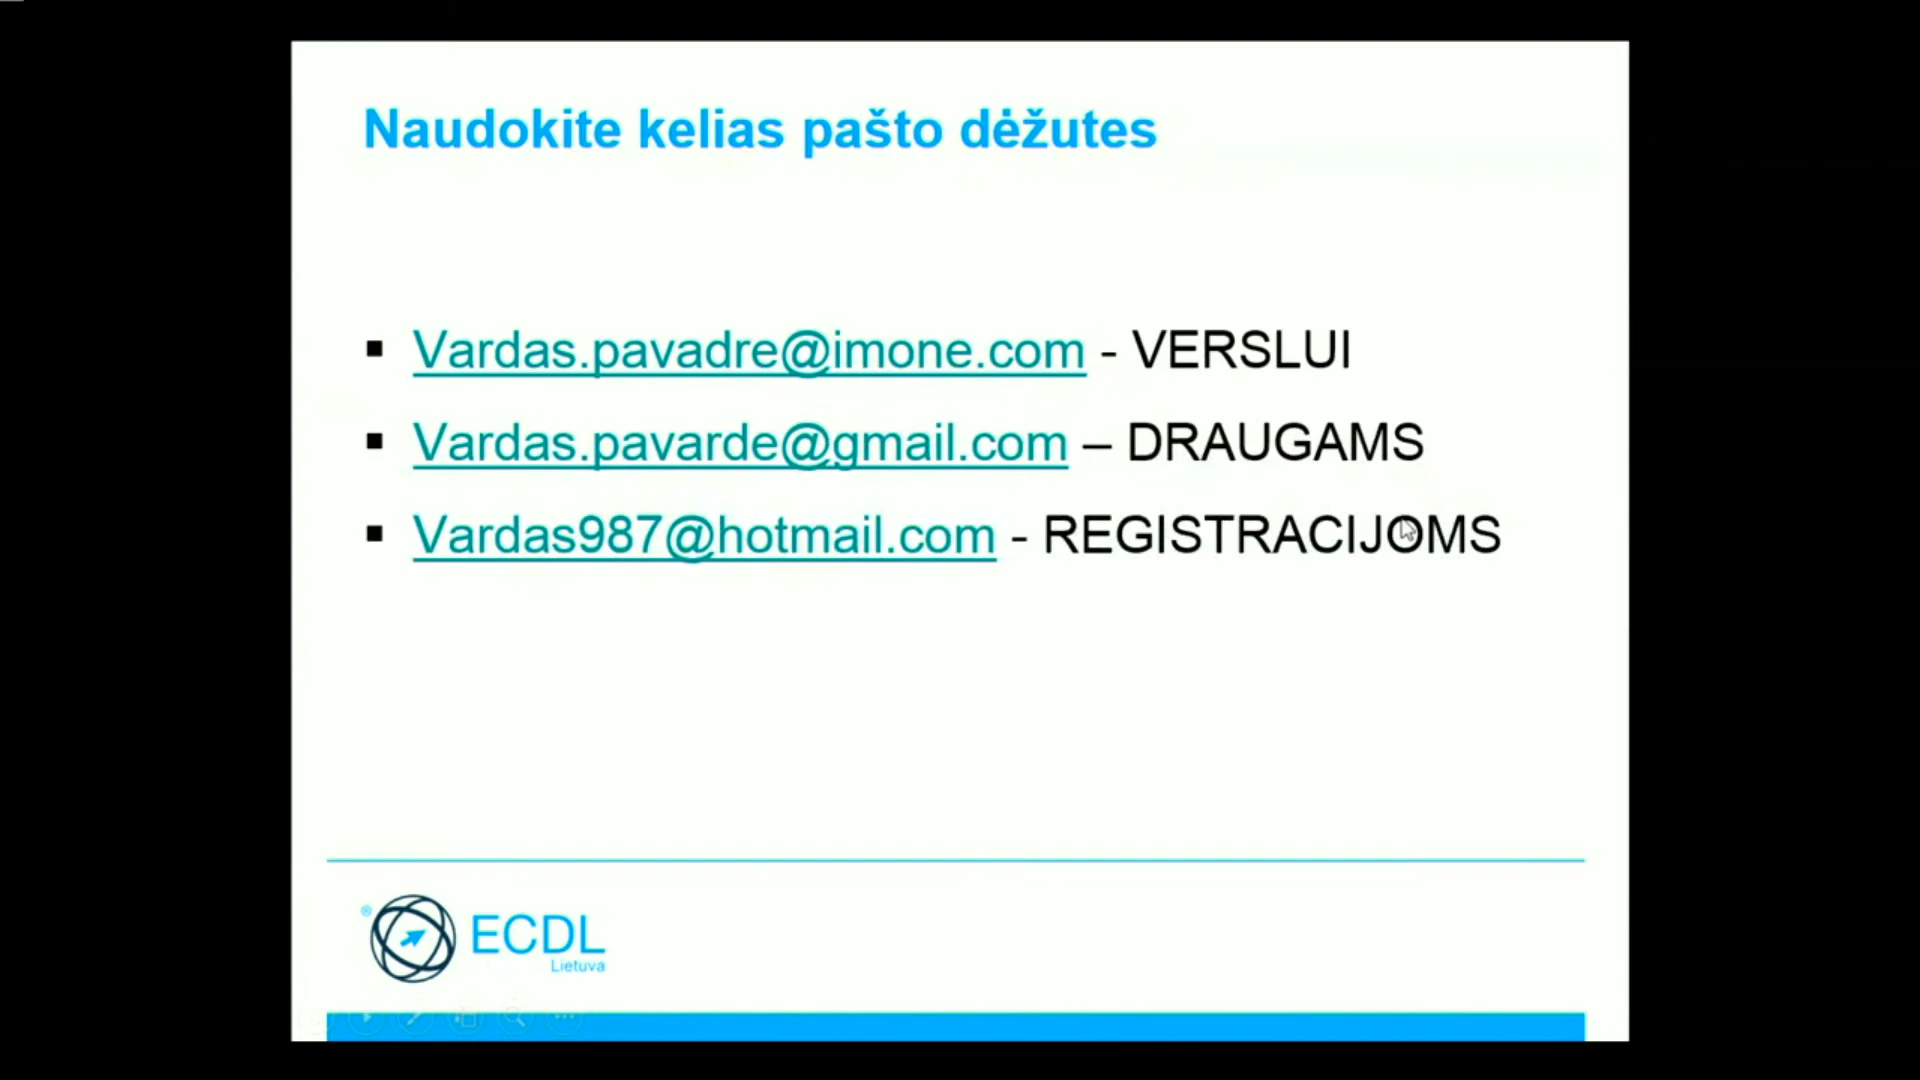 Naudokite kelias pašto dėžutes
▪ Vardas.pavadre@imone.com - VERSLUI
▪ Vardas.pavarde@gmail.com – DRAUGAMS
▪ Vardas987@hotmail.com - REGISTRACIJOMS
® ECDL
Lietuva